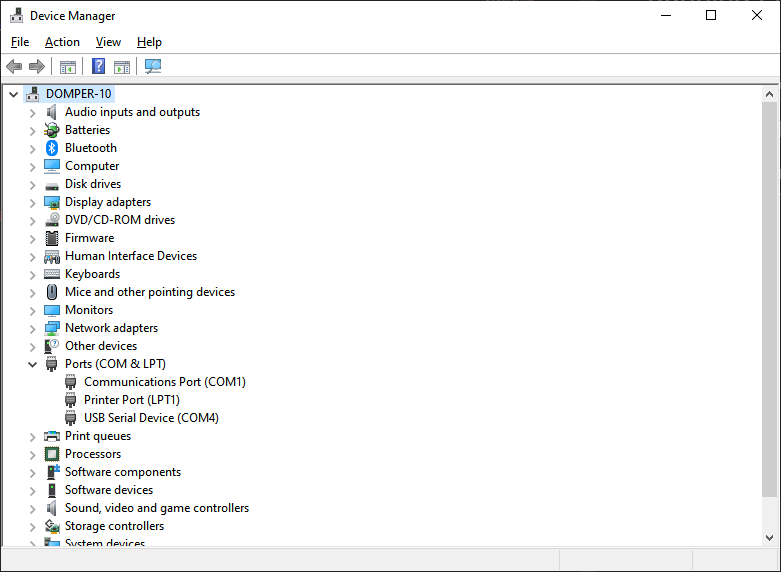 Device Manager
File Action View Help
DOMPER-10
Audio inputs and outputs
Batteries
Bluetooth
Computer
Disk drives
Display adapters
DVD/CD-ROM drives
Firmware
Human Interface Devices
Keyboards
Mice and other pointing devices
Monitors
Network adapters
Other devices
Ports (COM & LPT)
Communications Port (COM1)
Printer Port (LPT1)
USB Serial Device (COM4)
Print queues
Processors
Software components
Software devices
Sound, video and game controllers
Storage controllers
System devices